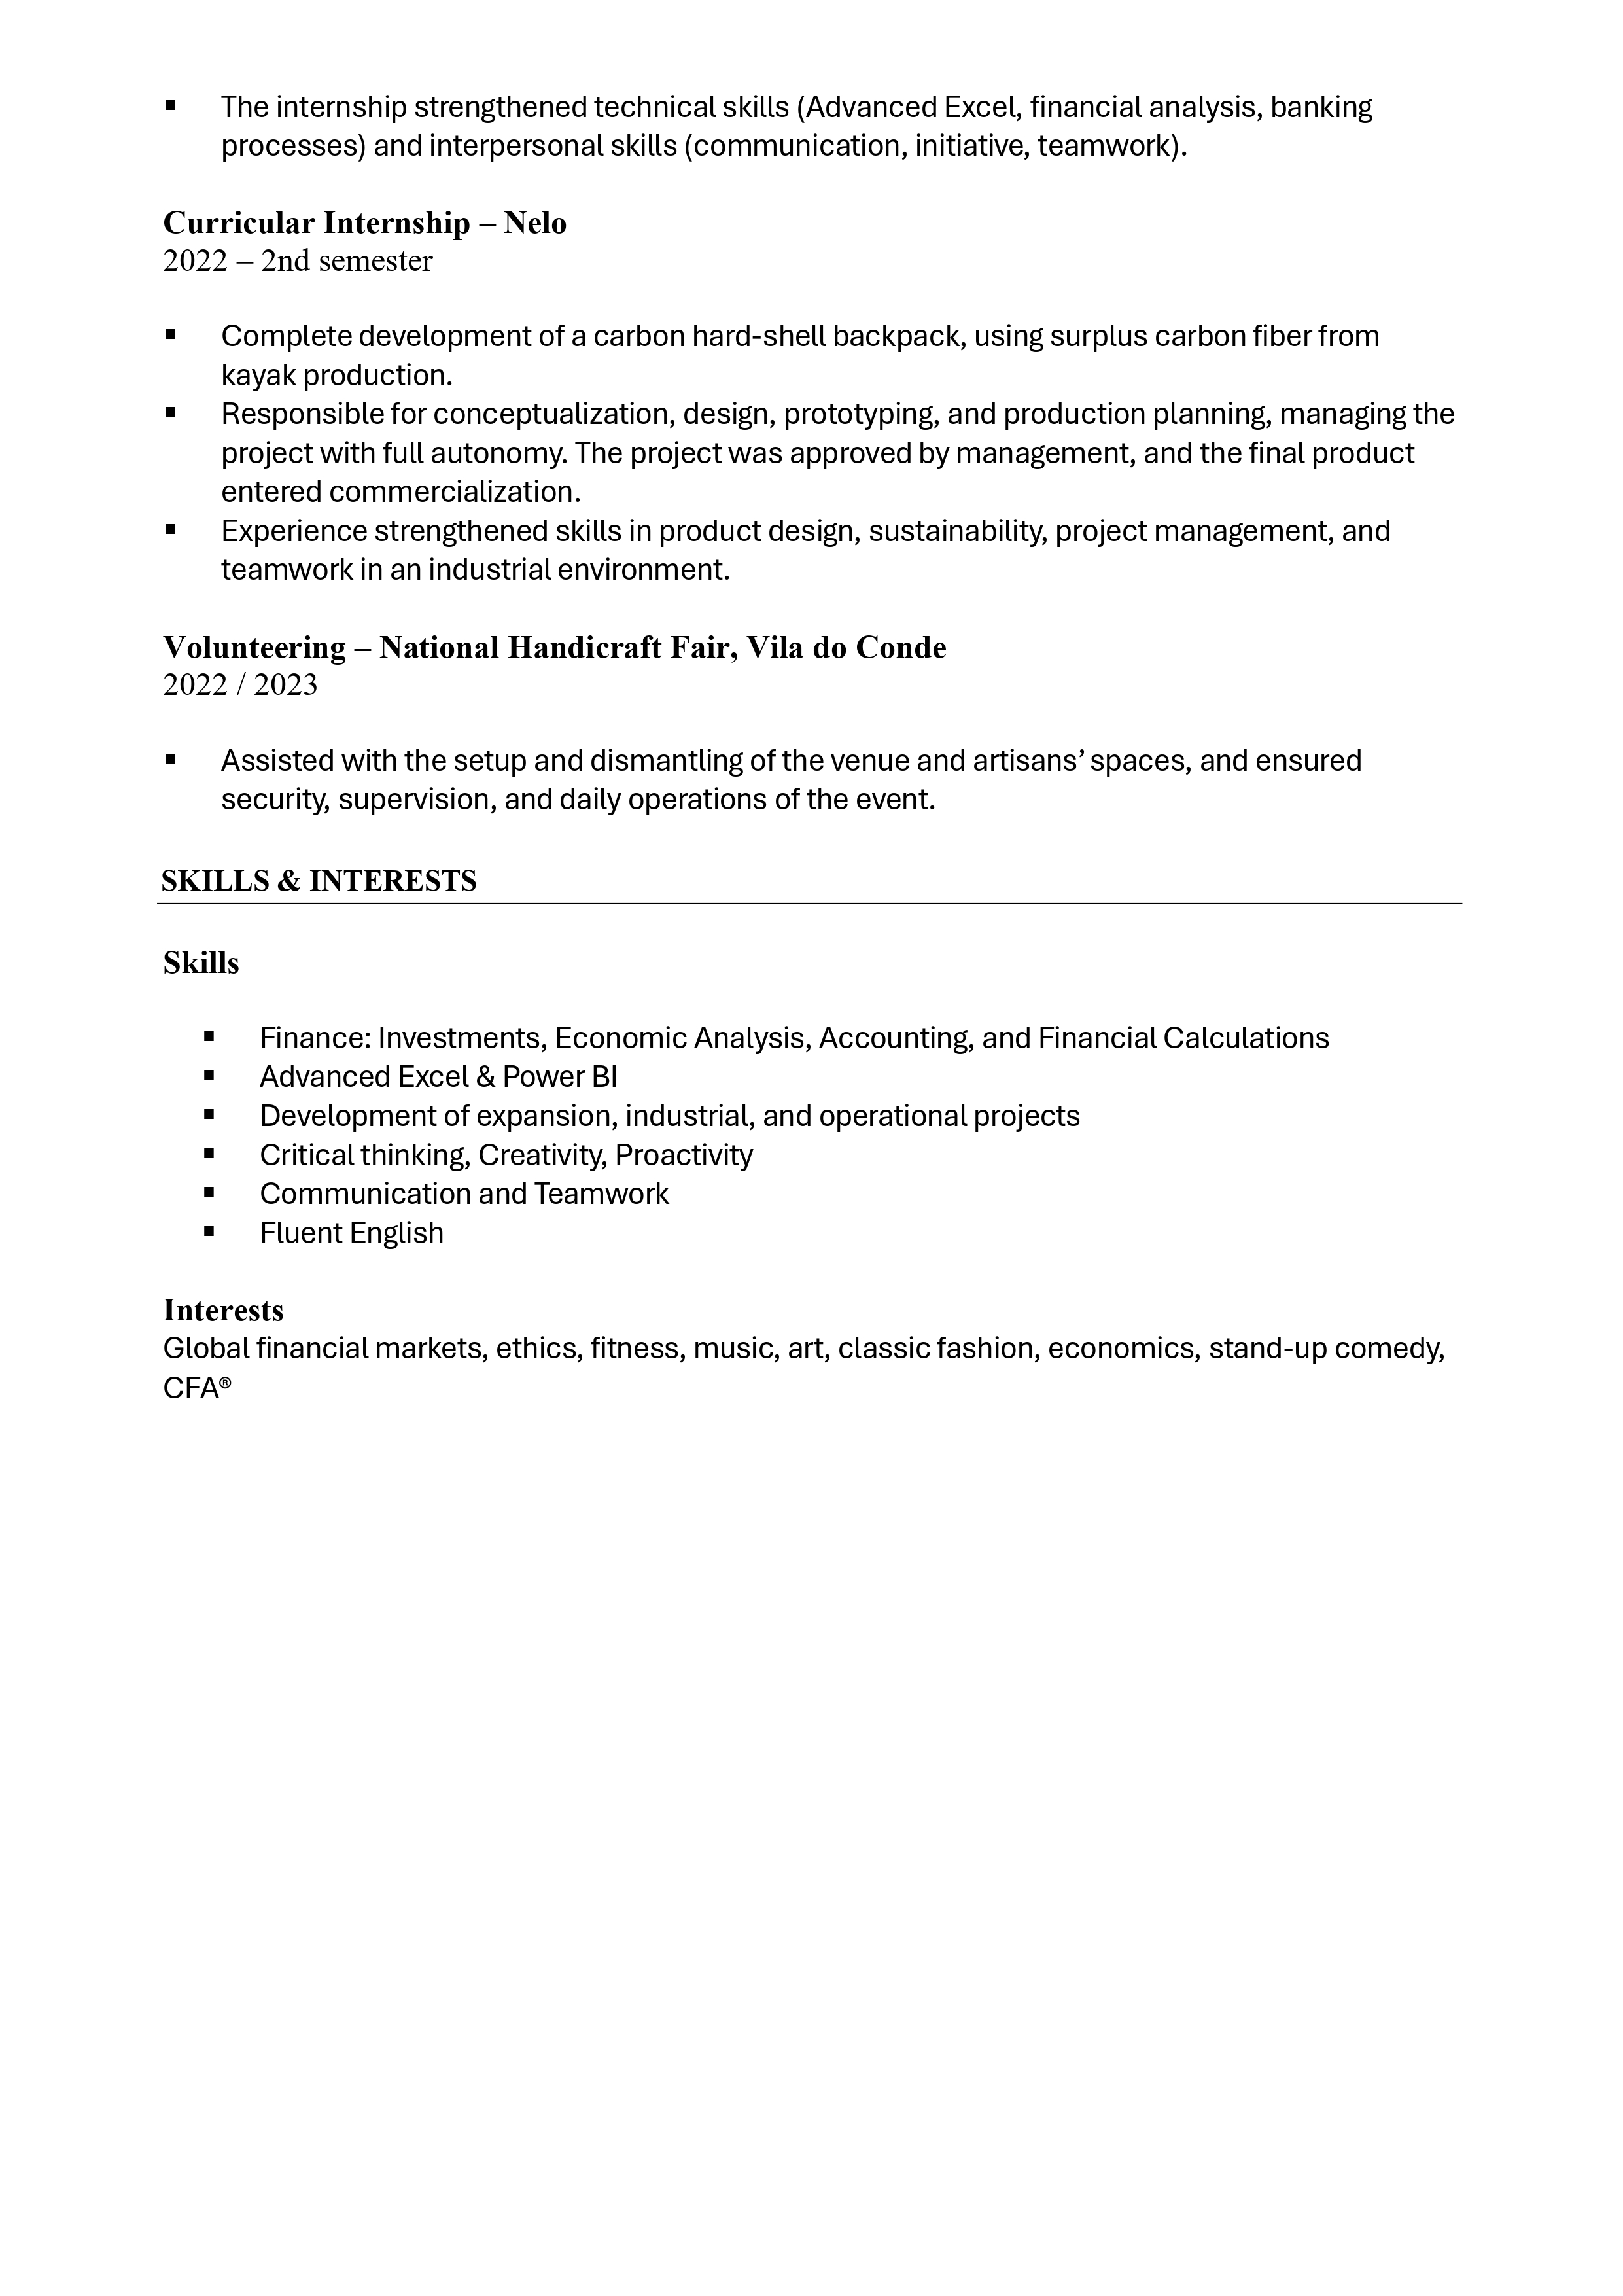 ▪ The internship strengthened technical skills (Advanced Excel, financial analysis, banking
processes) and interpersonal skills (communication, initiative, teamwork).
Curricular Internship – Nelo
2022 – 2nd semester
▪ Complete development of a carbon hard-shell backpack, using surplus carbon fiber from
kayak production.
▪ Responsible for conceptualization, design, prototyping, and production planning, managing the
project with full autonomy. The project was approved by management, and the final product
entered commercialization.
▪ Experience strengthened skills in product design, sustainability, project management, and
teamwork in an industrial environment.
Volunteering – National Handicraft Fair, Vila do Conde
2022 / 2023
▪ Assisted with the setup and dismantling of the venue and artisans’ spaces, and ensured
security, supervision, and daily operations of the event.
SKILLS & INTERESTS
Skills
▪ Finance: Investments, Economic Analysis, Accounting, and Financial Calculations
▪ Advanced Excel & Power BI
▪ Development of expansion, industrial, and operational projects
▪ Critical thinking, Creativity, Proactivity
▪ Communication and Teamwork
▪ Fluent English
Interests
Global financial markets, ethics, fitness, music, art, classic fashion, economics, stand-up comedy,
CFA®